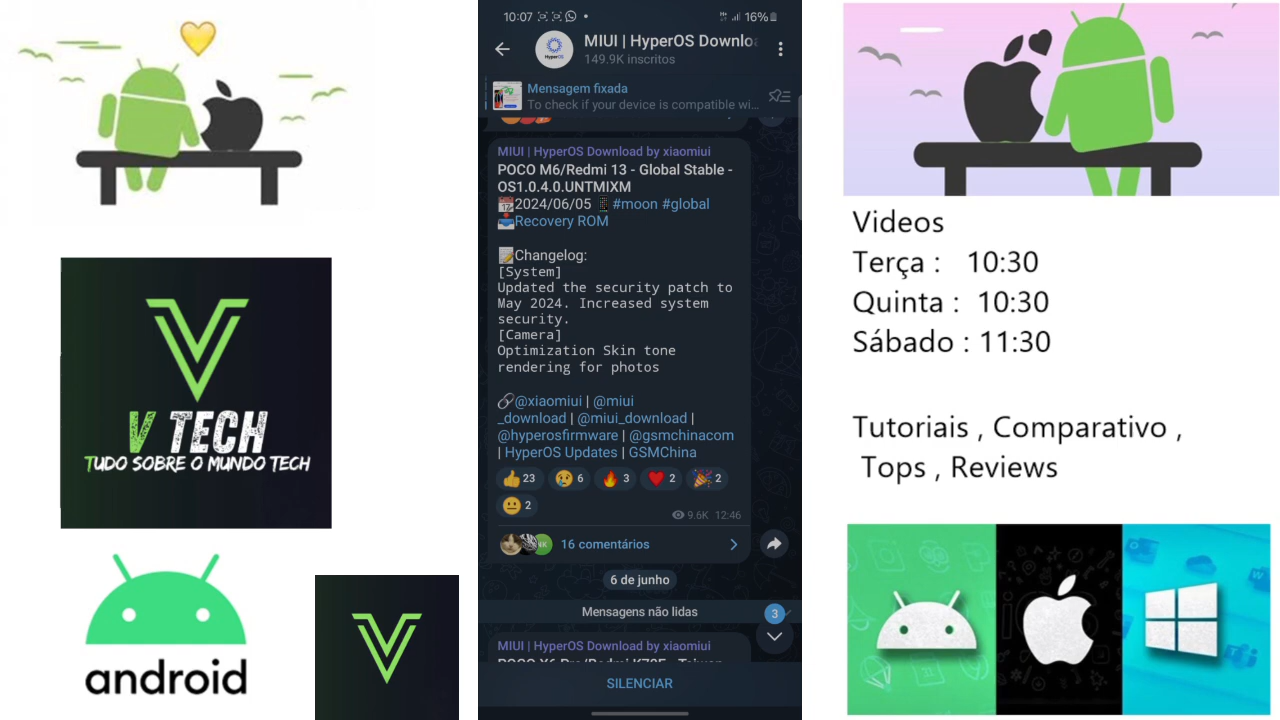 V TECH
TUDO SOBRE O MUNDO TECH
android
10:07
16%
MIUI | HyperOS Downlo
149.9K inscritos
HyperOS
Mensagem fixada
To check if your device is compatible wi...
MIUI | HyperOS Download by xiaomiui
POCO M6/Redmi 13 - Global Stable -
OS1.0.4.0.UNTMIXM
2024/06/05 #moon #global
Recovery ROM
Changelog:
[System]
Updated the security patch to
May 2024. Increased system
security.
[Camera]
Optimization Skin tone
rendering for photos
@xiaomiui | @miui
_download | @miui_download |
@hyperosfirmware | @gsmchinacom
| HyperOS Updates | GSMChina
23 6 3 2 2
2
9.6K 12:46
16 comentários
6 de junho
Mensagens não lidas
3
MIUI | HyperOS Download by xiaomiui
SILENCIAR
Videos
Terça : 10:30
Quinta : 10:30
Sábado : 11:30
Tutoriais , Comparativo ,
Tops , Reviews